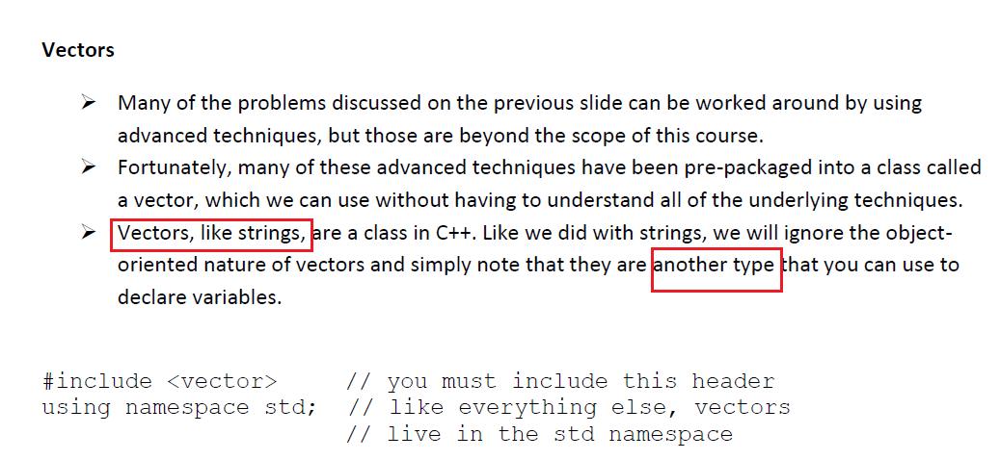 Vectors
➢ Many of the problems discussed on the previous slide can be worked around by using
advanced techniques, but those are beyond the scope of this course.
➢ Fortunately, many of these advanced techniques have been pre-packaged into a class called
a vector, which we can use without having to understand all of the underlying techniques.
➢ Vectors, like strings, are a class in C++. Like we did with strings, we will ignore the object-
oriented nature of vectors and simply note that they are another type that you can use to
declare variables.
#include <vector> // you must include this header
using namespace std; // like everything else, vectors
// live in the std namespace